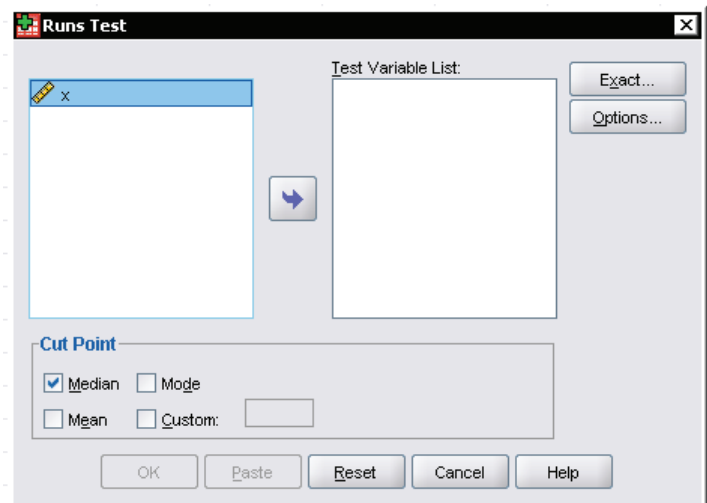 Runs Test
x
Test Variable List:
Exact...
Options...
Cut Point
Median
Mode
Mean
Custom:
OK
Paste
Reset
Cancel
Help